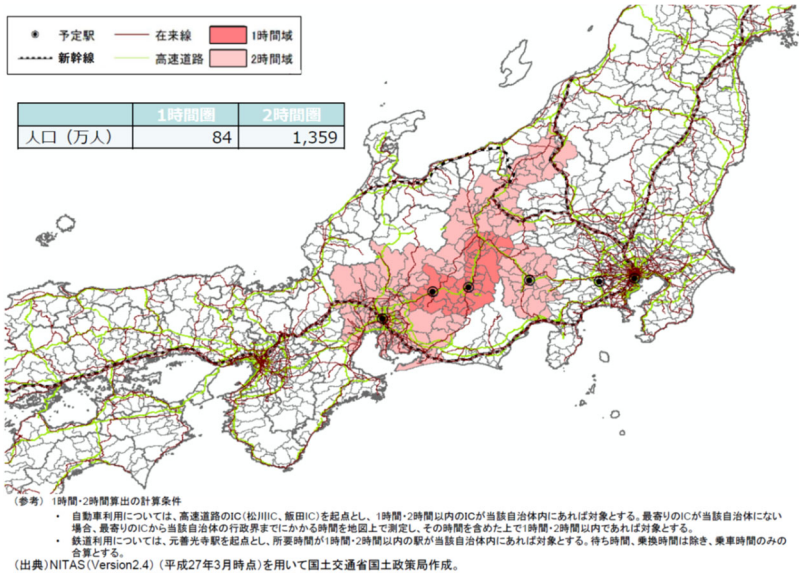 予定駅 在来線 1時間域
新幹線 高速道路 2時間域
1時間圏 2時間圏
人口（万人） 84 1,359
（参考） 1時間・2時間算出の計算条件
・ 自動車利用については、高速道路のIC（松川IC、飯田IC）を起点とし、 1時間・2時間以内のICが当該自治体内にあれば対象とする。最寄りのICが当該自治体にない
場合、最寄りのICから当該自治体の行政界までにかかる時間を地図上で測定し、その時間を含めた上で1時間・2時間以内であれば対象とする。
・ 鉄道利用については、元善光寺駅を起点とし、所要時間が1時間・2時間以内の駅が当該自治体内にあれば対象とする。待ち時間、乗換時間は除き、乗車時間のみの
合算とする。
（出典）NITAS（Version2.4） （平成27年3月時点）を用いて国土交通省国土政策局作成。